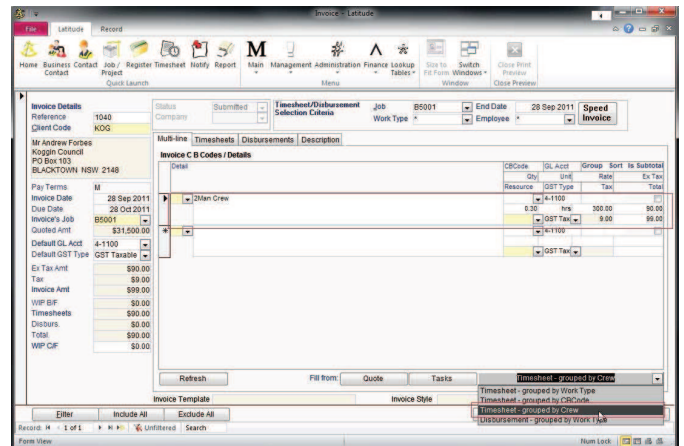 Invoice - Latitude
File Latitude Record
Home Business Contact Contact Job / Project Register Timesheet Notify Report Main Management Administration Finance Lookup Tables Size to Fit Form Switch Windows Close Print Preview
Quick Launch Menu Window Close Preview
Invoice Details
Reference 1040
Client Code KOG
Mr Andrew Forbes
Koggin Council
PO Box 103
BLACKTOWN NSW 2148
Pay Terms M
Invoice Date 28 Sep 2011
Due Date 28 Oct 2011
Invoice's Job B5001
Quoted Amt $31,500.00
Default GL Acct 4-1100
Default GST Type GST Taxable
Ex Tax Amt $90.00
Tax $9.00
Invoice Amt $99.00
WIP B/F $0.00
Timesheets $90.00
Disburs. $0.00
Total $90.00
WIP C/F $0.00
Status Submitted
Company
Timesheet/Disbursement Selection Criteria
Job B5001 End Date 28 Sep 2011
Work Type * Employee *
Speed Invoice
Multi-line Timesheets Disbursements Description
Invoice C B Codes / Details
Detail CBCode GL Acct Group Sort Is Subtotal
Qty Unit Rate Ex Tax
Resource GST Type Tax Total
2Man Crew 4-1100
0.30 hrs 300.00 90.00
GST Tax 9.00 99.00
* 4-1100
GST Tax
Refresh Fill from: Quote Tasks Timesheet - grouped by Crew
Timesheet - grouped by Work Type
Timesheet - grouped by CBCode
Timesheet - grouped by Crew
Disbursement - grouped by Work Type
Invoice Template Invoice Style
Filter Include All Exclude All
Record: 1 of 1 Unfiltered Search
Form View Num Lock